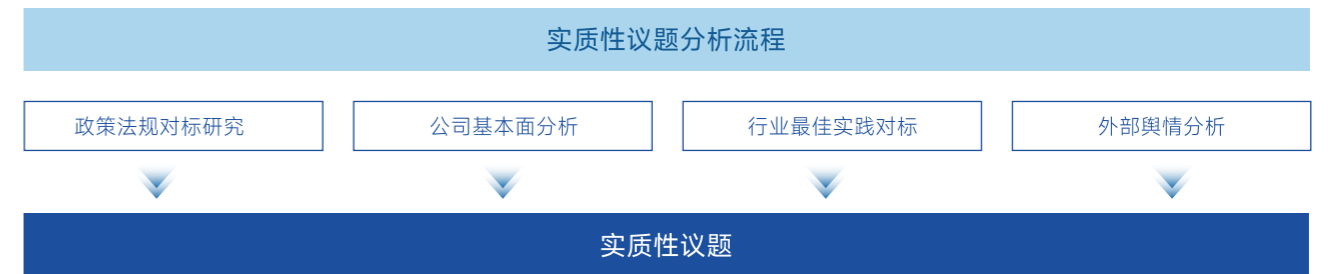 实质性议题分析流程
政策法规对标研究
公司基本面分析
行业最佳实践对标
外部舆情分析
实质性议题